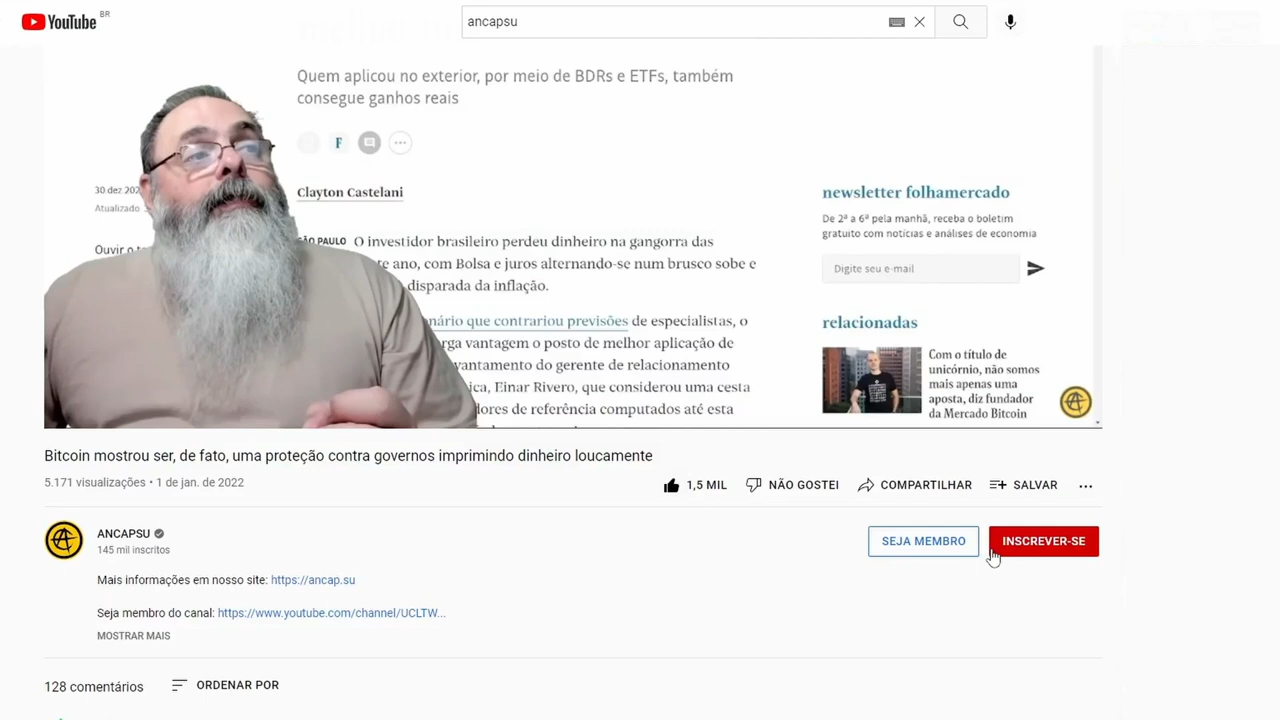 YouTube BR
ancapsu
Quem aplicou no exterior, por meio de BDRs e ETFs, também
consegue ganhos reais
F
30 dez 202
Atualizado
Clayton Castelani
Ouvir o
SÃO PAULO O investidor brasileiro perdeu dinheiro na gangorra das
te ano, com Bolsa e juros alternando-se num brusco sobe e
disparada da inflação.
nário que contrariou previsões de especialistas, o
rga vantagem o posto de melhor aplicação de
vantamento do gerente de relacionamento
ica, Einar Rivero, que considerou uma cesta
dores de referência computados até esta
newsletter folhamercado
De 2ª a 6ª pela manhã, receba o boletim
gratuito com notícias e análises de economia
Digite seu e-mail
relacionadas
Com o título de
unicórnio, não somos
mais apenas uma
aposta, diz fundador
da Mercado Bitcoin
Bitcoin mostrou ser, de fato, uma proteção contra governos imprimindo dinheiro loucamente
5.171 visualizações • 1 de jan. de 2022
1,5 MIL NÃO GOSTEI COMPARTILHAR SALVAR ...
ANCAPSU
145 mil inscritos
SEJA MEMBRO INSCREVER-SE
Mais informações em nosso site: https://ancap.su
Seja membro do canal: https://www.youtube.com/channel/UCLTW...
MOSTRAR MAIS
128 comentários ORDENAR POR